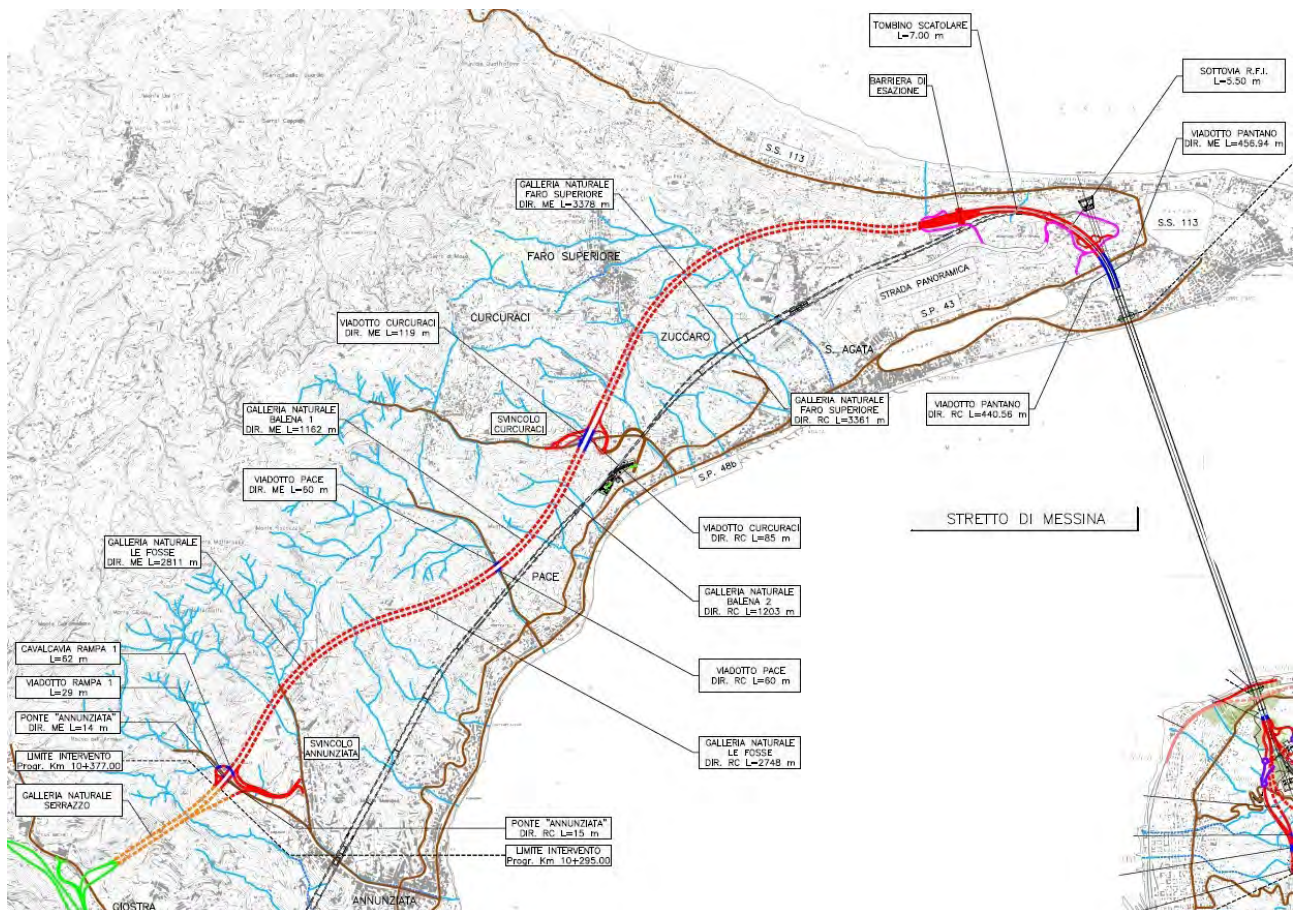 TOMBINO SCATOLARE
L=7.00 m
SOTTOVIA R.F.I.
L=5.50 m
BARRIERA DI
ESAZIONE
VIADOTTO PANTANO
DIR. ME L=456.94 m
S.S. 113
GALLERIA NATURALE
FARO SUPERIORE
DIR. ME L=3378 m
S.S. 113
FARO SUPERIORE
STRADA PANORAMICA
S.P. 43
CURCURACI
VIADOTTO CURCURACI
DIR. ME L=119 m
ZUCCARO
S. AGATA
GALLERIA NATURALE
FARO SUPERIORE
DIR. RC L=3361 m
VIADOTTO PANTANO
DIR. RC L=440.56 m
GALLERIA NATURALE
BALENA 1
DIR. ME L=1162 m
SVINCOLO
CURCURACI
S.P. 48b
VIADOTTO PACE
DIR. ME L=60 m
STRETTO DI MESSINA
VIADOTTO CURCURACI
DIR. RC L=85 m
GALLERIA NATURALE
LE FOSSE
DIR. ME L=2811 m
PACE
GALLERIA NATURALE
BALENA 2
DIR. RC L=1203 m
CAVALCAVIA RAMPA 1
L=62 m
VIADOTTO PACE
DIR. RC L=60 m
VIADOTTO RAMPA 1
L=29 m
PONTE "ANNUNZIATA"
DIR. ME L=14 m
SVINCOLO
ANNUNZIATA
GALLERIA NATURALE
LE FOSSE
DIR. RC L=2748 m
LIMITE INTERVENTO
Progr. Km 10+377.00
GALLERIA NATURALE
SERRAZZO
PONTE "ANNUNZIATA"
DIR. RC L=15 m
LIMITE INTERVENTO
Progr. Km 10+295.00
ANNUNZIATA
GIOSTRA